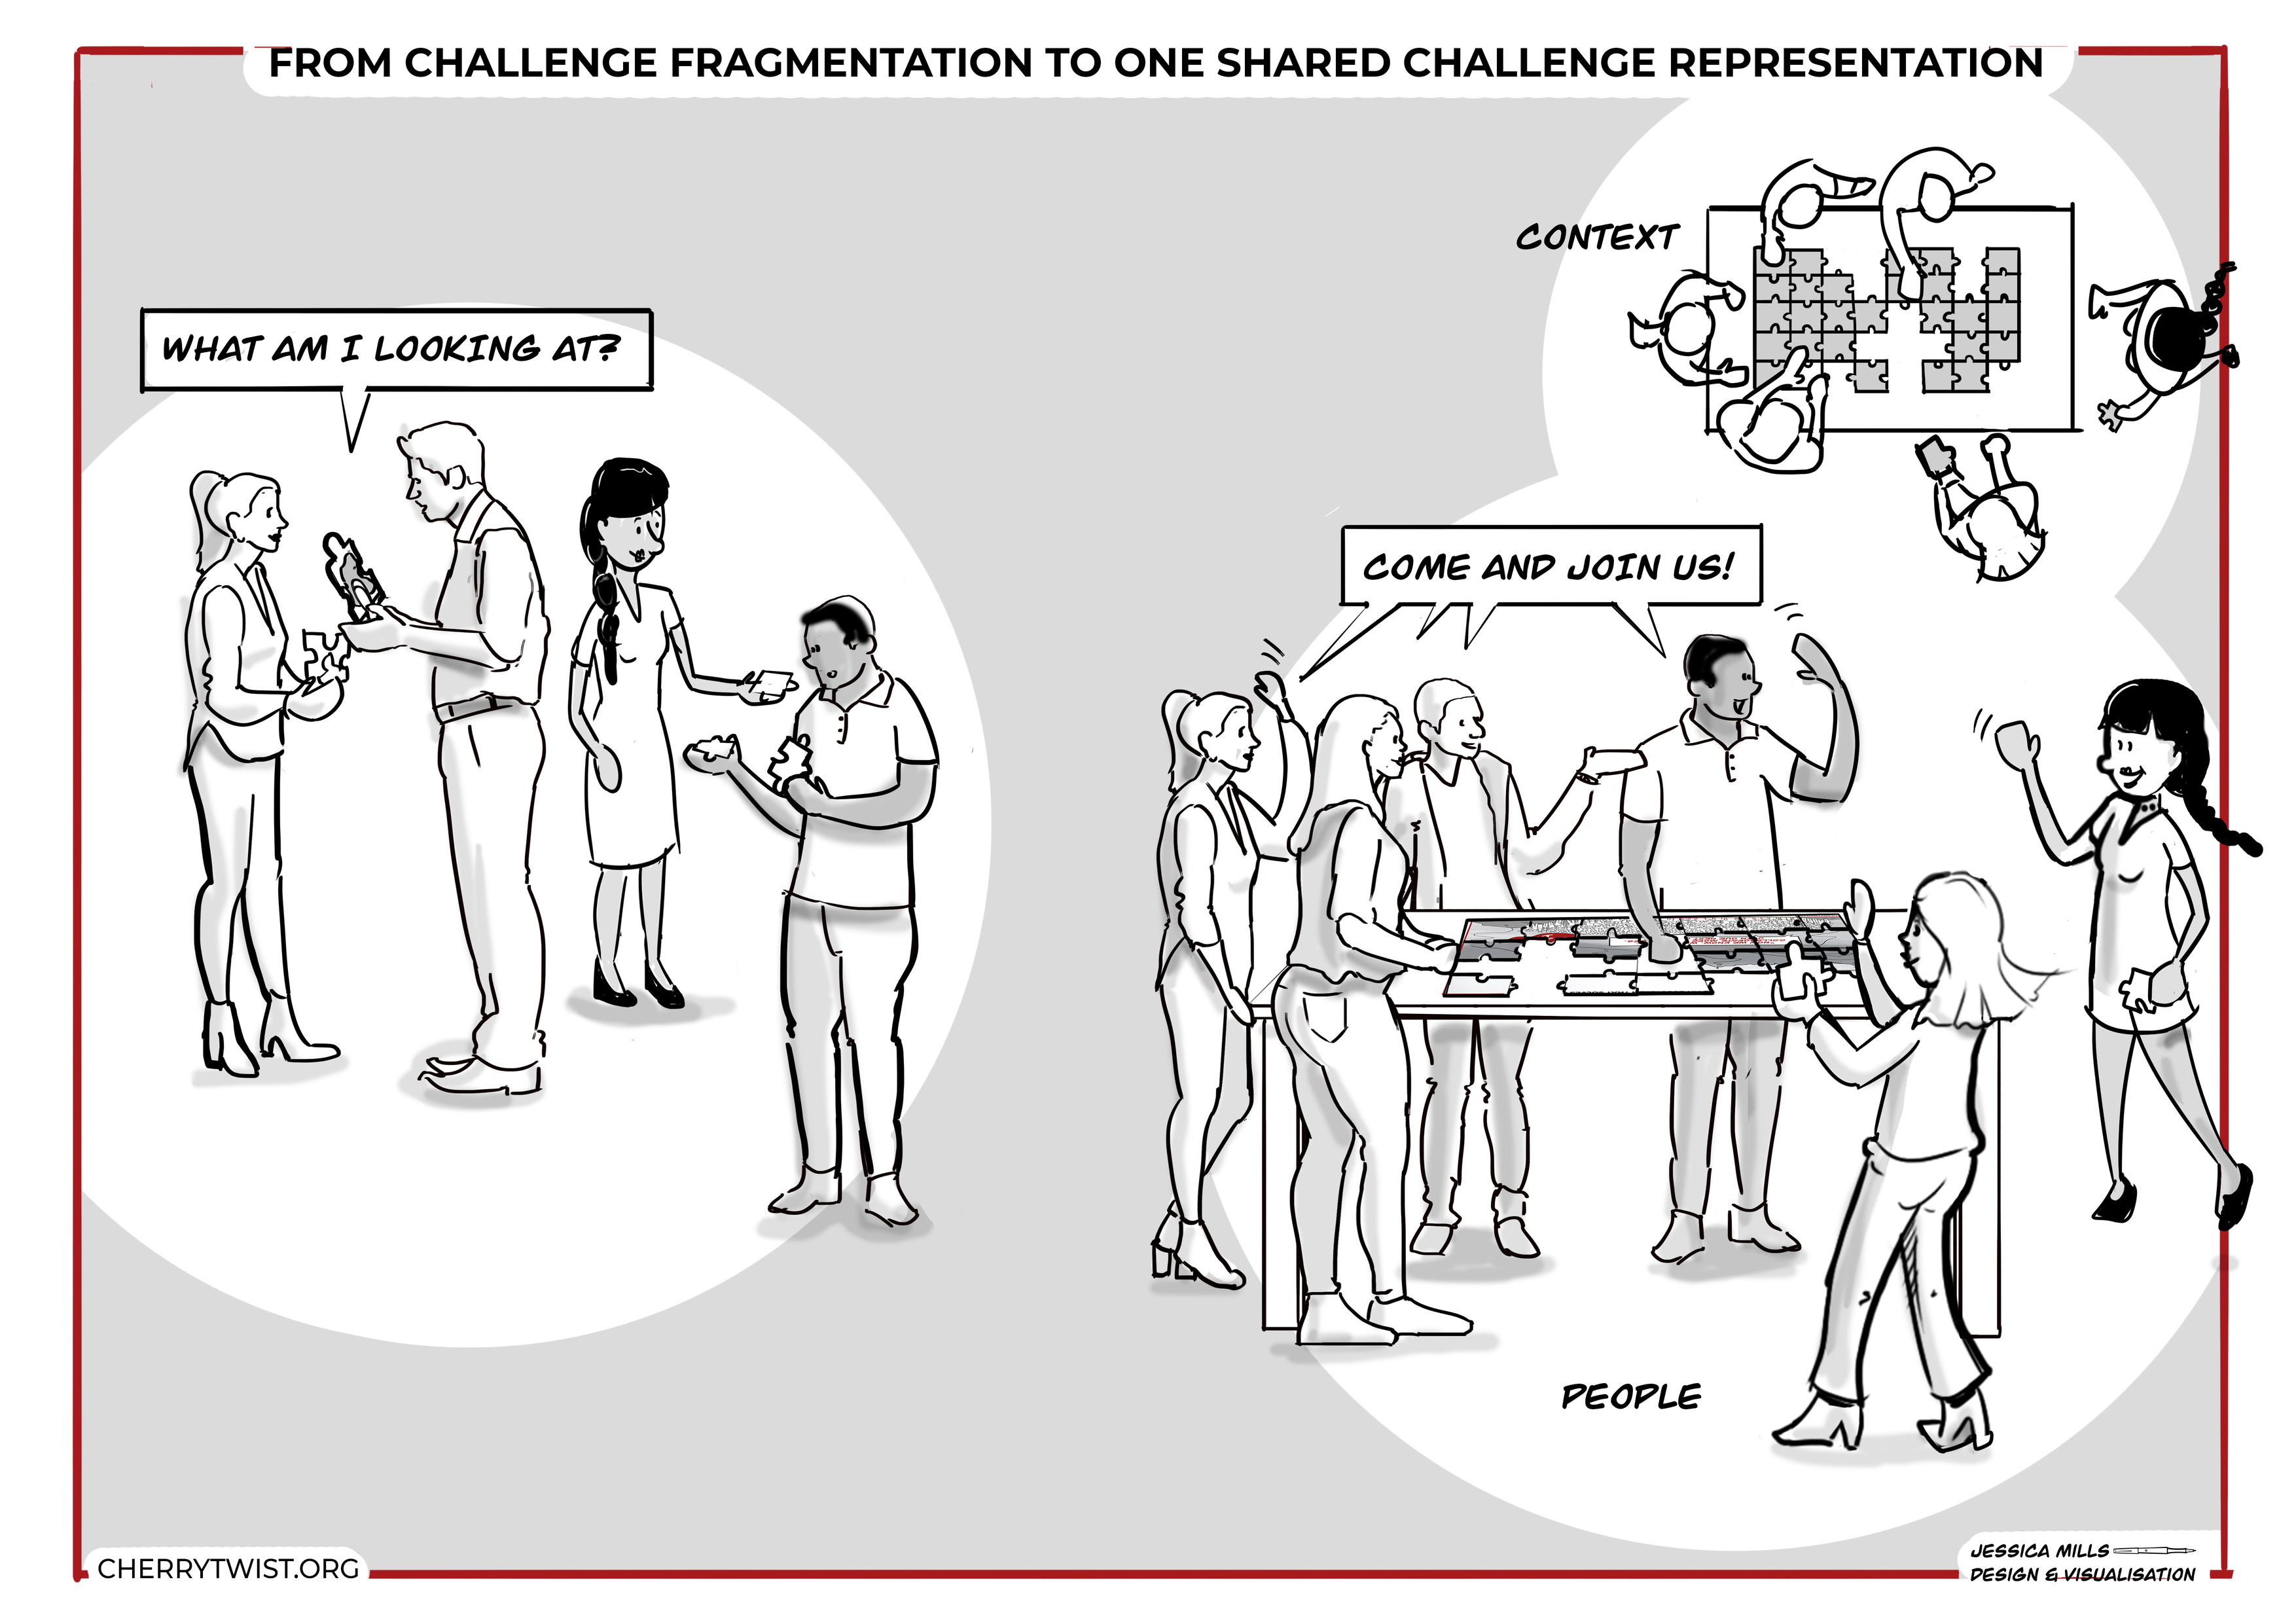 FROM CHALLENGE FRAGMENTATION TO ONE SHARED CHALLENGE REPRESENTATION
CONTEXT
WHAT AM I LOOKING AT?
COME AND JOIN US!
PEOPLE
CHERRYTWIST.ORG
JESSICA MILLS
DESIGN & VISUALISATION